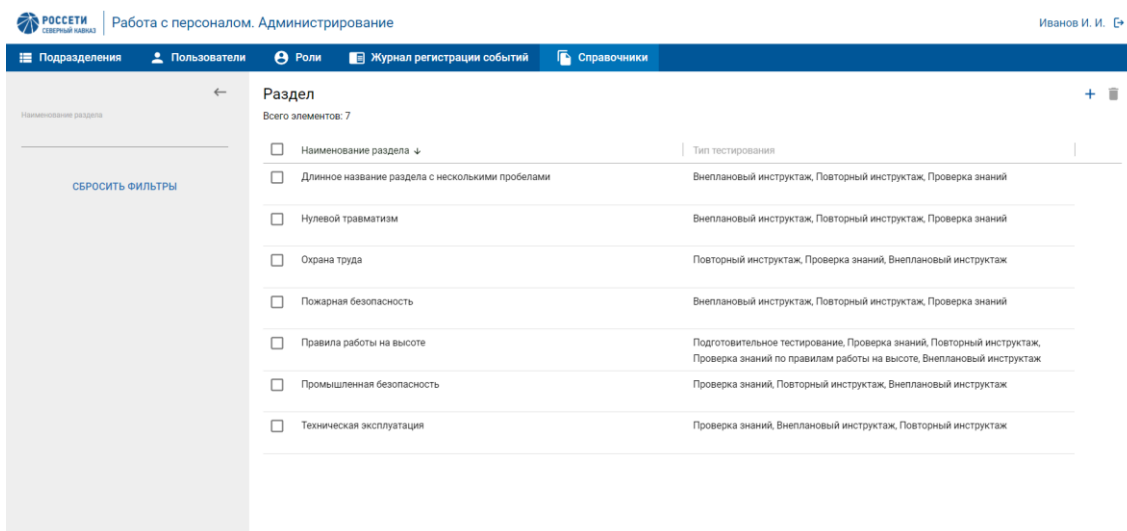 РОССЕТИ
СЕВЕРНЫЙ КАВКАЗ
Работа с персоналом. Администрирование
Иванов И. И.
Подразделения Пользователи Роли Журнал регистрации событий Справочники
Наименование раздела
СБРОСИТЬ ФИЛЬТРЫ
Раздел
Всего элементов: 7
Наименование раздела Тип тестирования
Длинное название раздела с несколькими пробелами Внеплановый инструктаж, Повторный инструктаж, Проверка знаний
Нулевой травматизм Внеплановый инструктаж, Повторный инструктаж, Проверка знаний
Охрана труда Повторный инструктаж, Проверка знаний, Внеплановый инструктаж
Пожарная безопасность Внеплановый инструктаж, Повторный инструктаж, Проверка знаний
Правила работы на высоте Подготовительное тестирование, Проверка знаний, Повторный инструктаж,
Проверка знаний по правилам работы на высоте, Внеплановый инструктаж
Промышленная безопасность Проверка знаний, Повторный инструктаж, Внеплановый инструктаж
Техническая эксплуатация Проверка знаний, Внеплановый инструктаж, Повторный инструктаж